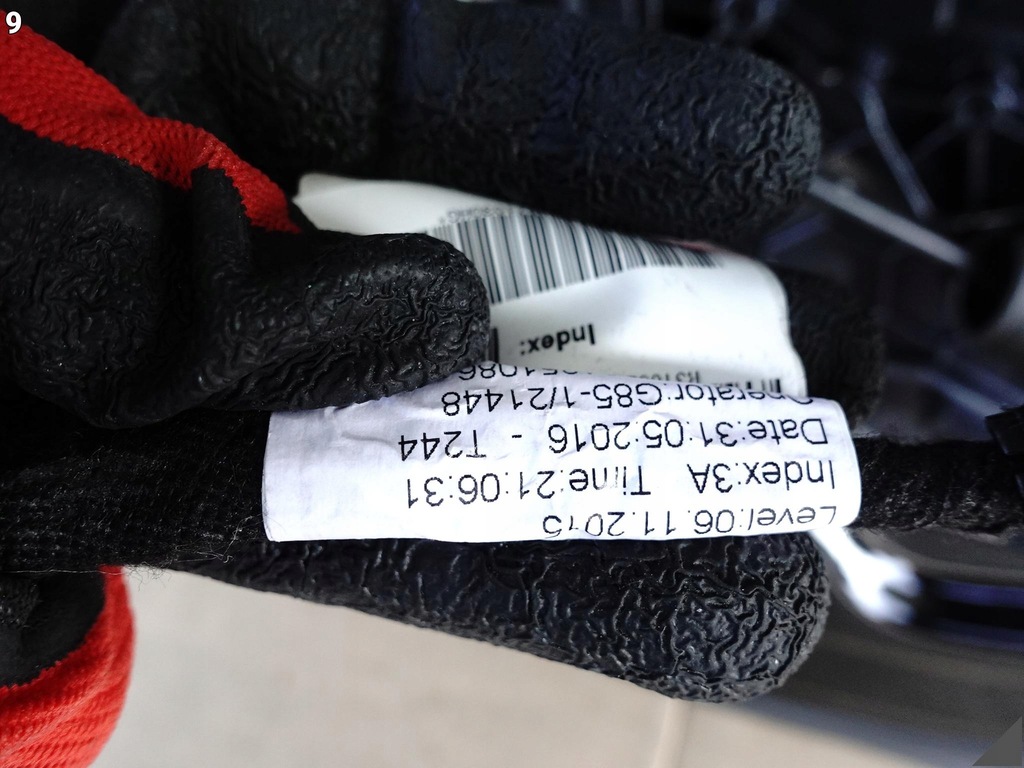 9
Index:
Operator:G85-1/21448
Date:31.05.2016 - T244
Index:3A Time:21:06:31
Level:06.11.2015